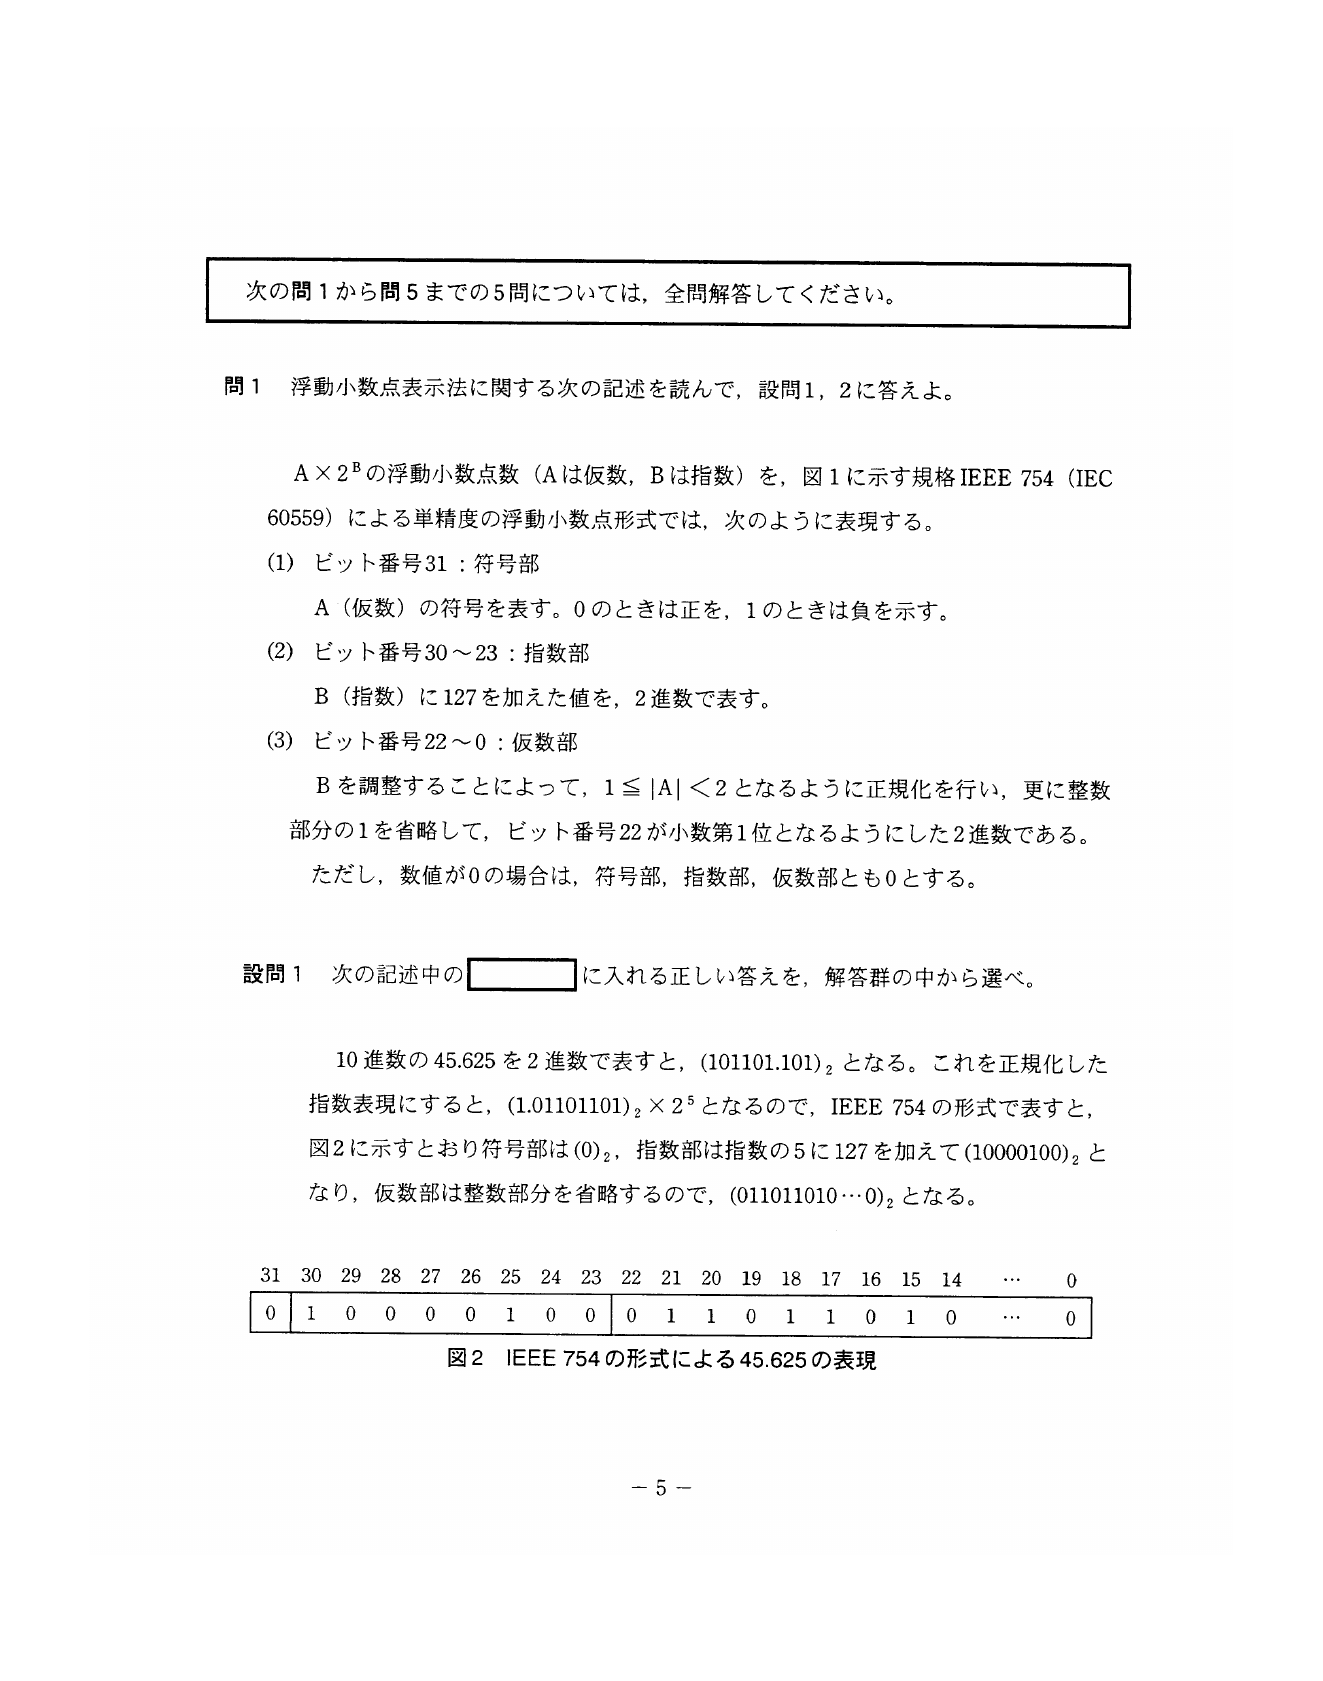 次の問1から問5までの5問については，全問解答してください。
問1 浮動小数点表示法に関する次の記述を読んで，設問1，2に答えよ。
A×2ᴮの浮動小数点数（Aは仮数，Bは指数）を，図1に示す規格IEEE 754（IEC
60559）による単精度の浮動小数点形式では，次のように表現する。
(1) ビット番号31：符号部
A（仮数）の符号を表す。0のときは正を，1のときは負を示す。
(2) ビット番号30～23：指数部
B（指数）に127を加えた値を，2進数で表す。
(3) ビット番号22～0：仮数部
Bを調整することによって，1≦|A|＜2となるように正規化を行い，更に整数
部分の1を省略して，ビット番号22が小数第1位となるようにした2進数である。
ただし，数値が0の場合は，符号部，指数部，仮数部とも0とする。
設問1 次の記述中の に入れる正しい答えを，解答群の中から選べ。
10進数の45.625を2進数で表すと，(101101.101)₂となる。これを正規化した
指数表現にすると，(1.01101101)₂×2⁵となるので，IEEE 754の形式で表すと，
図2に示すとおり符号部は(0)₂，指数部は指数の5に127を加えて(10000100)₂と
なり，仮数部は整数部分を省略するので，(011011010…0)₂となる。
31 30 29 28 27 26 25 24 23 22 21 20 19 18 17 16 15 14 … 0
0 1 0 0 0 0 1 0 0 0 1 1 0 1 1 0 1 0 … 0
図2 IEEE 754の形式による45.625の表現
－5－